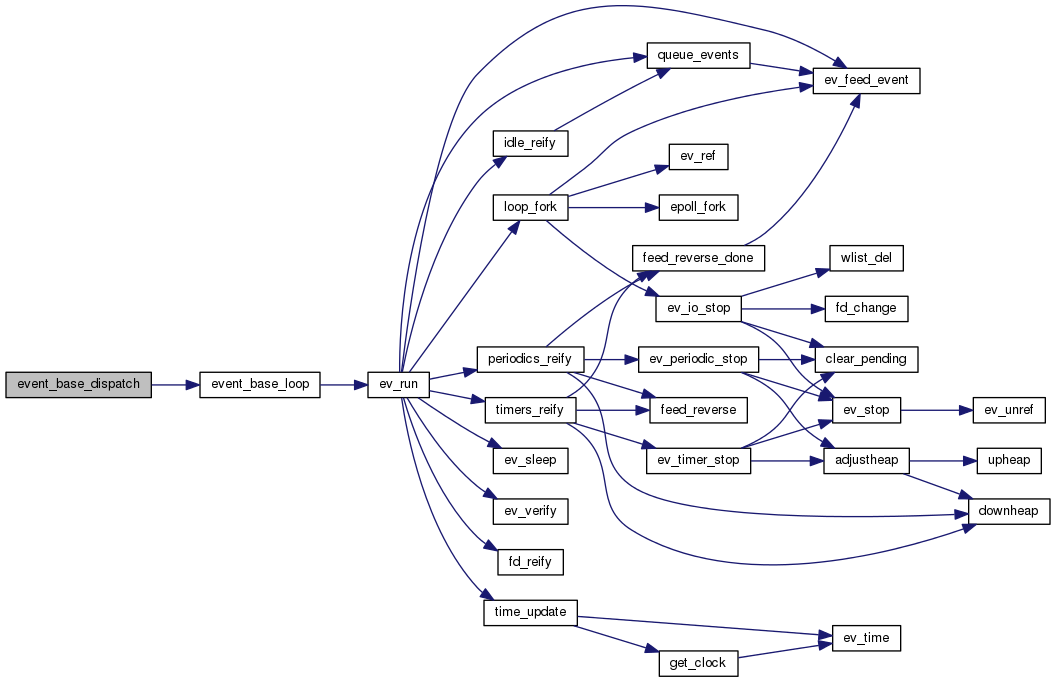 queue_events
ev_feed_event
idle_reify
ev_ref
loop_fork
epoll_fork
feed_reverse_done
wlist_del
ev_io_stop
fd_change
periodics_reify
ev_periodic_stop
clear_pending
event_base_dispatch
event_base_loop
ev_run
timers_reify
feed_reverse
ev_stop
ev_unref
ev_sleep
ev_timer_stop
adjustheap
upheap
ev_verify
downheap
fd_reify
time_update
ev_time
get_clock